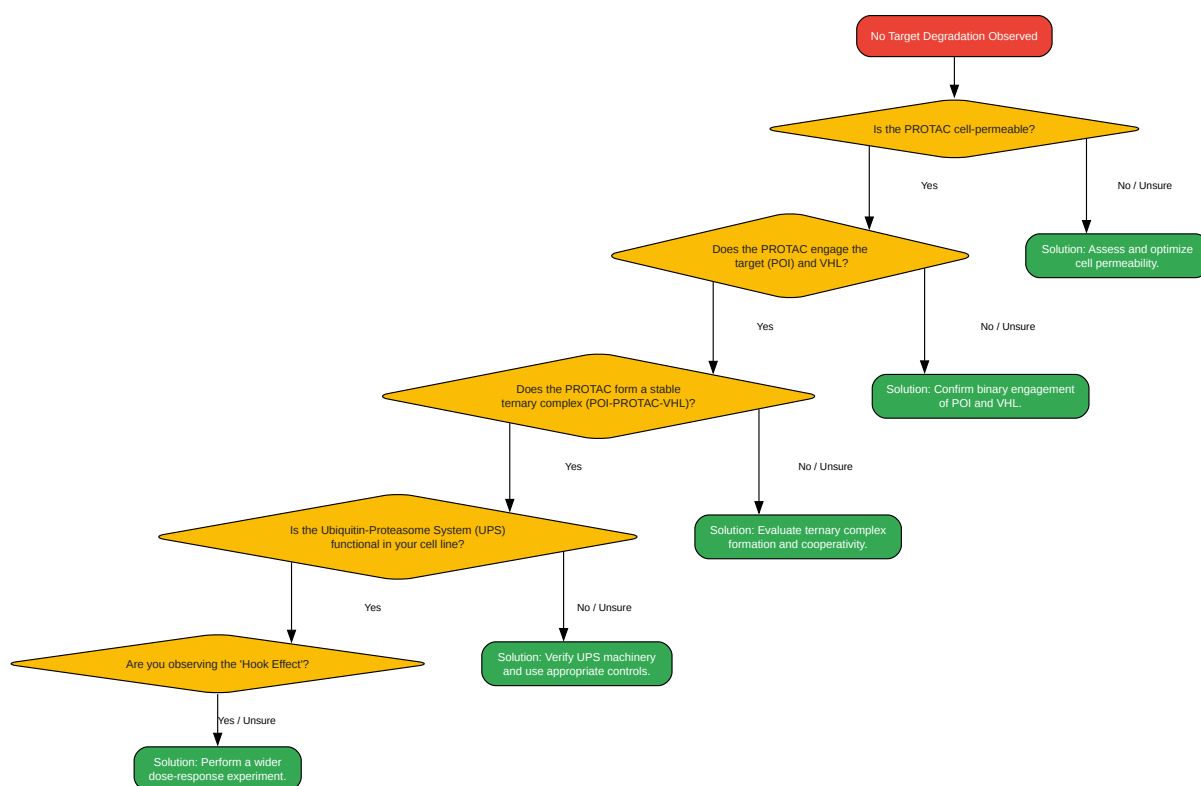 No Target Degradation Observed
Is the PROTAC cell-permeable?
Yes
No / Unsure
Does the PROTAC engage the
target (POI) and VHL?
Solution: Assess and optimize
cell permeability.
Yes
No / Unsure
Does the PROTAC form a stable
ternary complex (POI-PROTAC-VHL)?
Solution: Confirm binary engagement
of POI and VHL.
Yes
No / Unsure
Is the Ubiquitin-Proteasome System (UPS)
functional in your cell line?
Solution: Evaluate ternary complex
formation and cooperativity.
Yes
No / Unsure
Are you observing the 'Hook Effect'?
Solution: Verify UPS machinery
and use appropriate controls.
Yes / Unsure
Solution: Perform a wider
dose-response experiment.